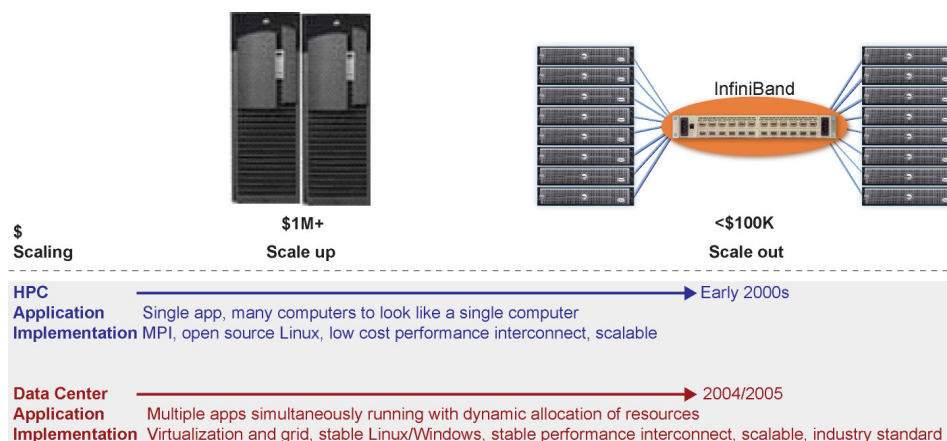 InfiniBand
$ $1M+ <$100K
Scaling Scale up Scale out
HPC Early 2000s
Application Single app, many computers to look like a single computer
Implementation MPI, open source Linux, low cost performance interconnect, scalable
Data Center 2004/2005
Application Multiple apps simultaneously running with dynamic allocation of resources
Implementation Virtualization and grid, stable Linux/Windows, stable performance interconnect, scalable, industry standard